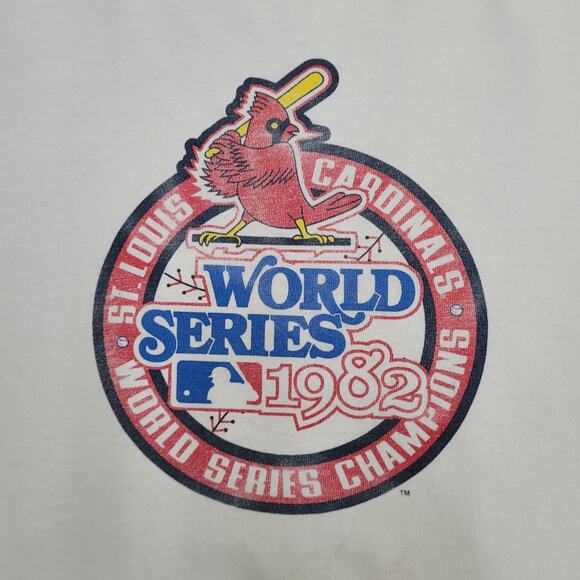 ST. LOUIS CARDINALS
WORLD
SERIES
1982
WORLD SERIES CHAMPIONS
TM